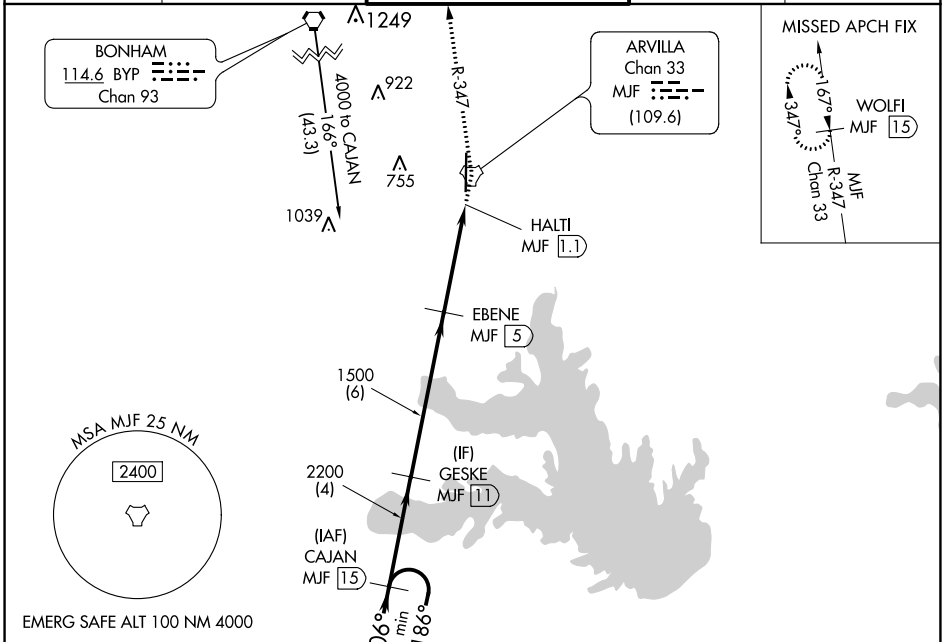 1249
BONHAM
114.6 BYP
Chan 93
4000 to CAJAN
166°
(43.3)
922
755
1039
R-347
ARVILLA
Chan 33
MJF
(109.6)
MISSED APCH FIX
167°
347°
WOLFI
MJF 15
MJF
R-347
Chan 33
HALTI
MJF 1.1
EBENE
MJF 5
1500
(6)
(IF)
GESKE
MJF 11
2200
(4)
(IAF)
CAJAN
MJF 15
min
186°
MSA MJF 25 NM
2400
EMERG SAFE ALT 100 NM 4000